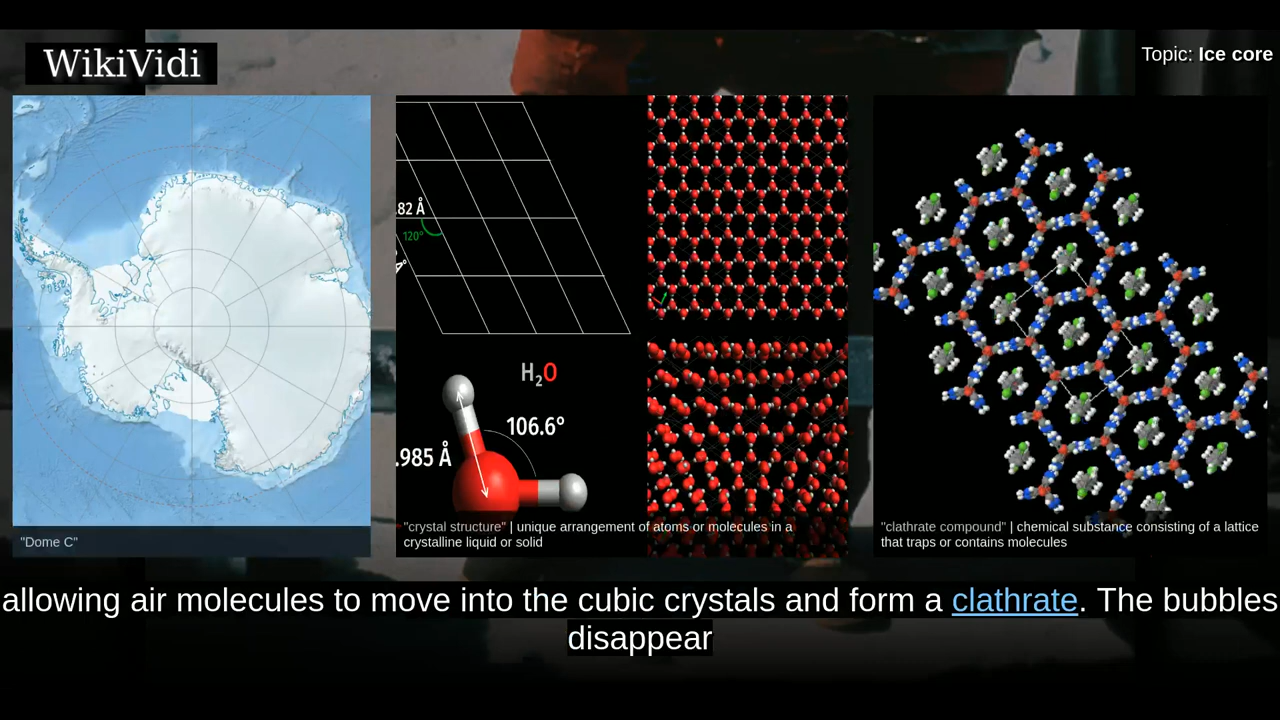 WikiVidi
Topic: Ice core
.82 Å
120°
H₂O
106.6°
.985 Å
"Dome C"
"crystal structure" | unique arrangement of atoms or molecules in a
crystalline liquid or solid
"clathrate compound" | chemical substance consisting of a lattice
that traps or contains molecules
allowing air molecules to move into the cubic crystals and form a clathrate. The bubbles
disappear